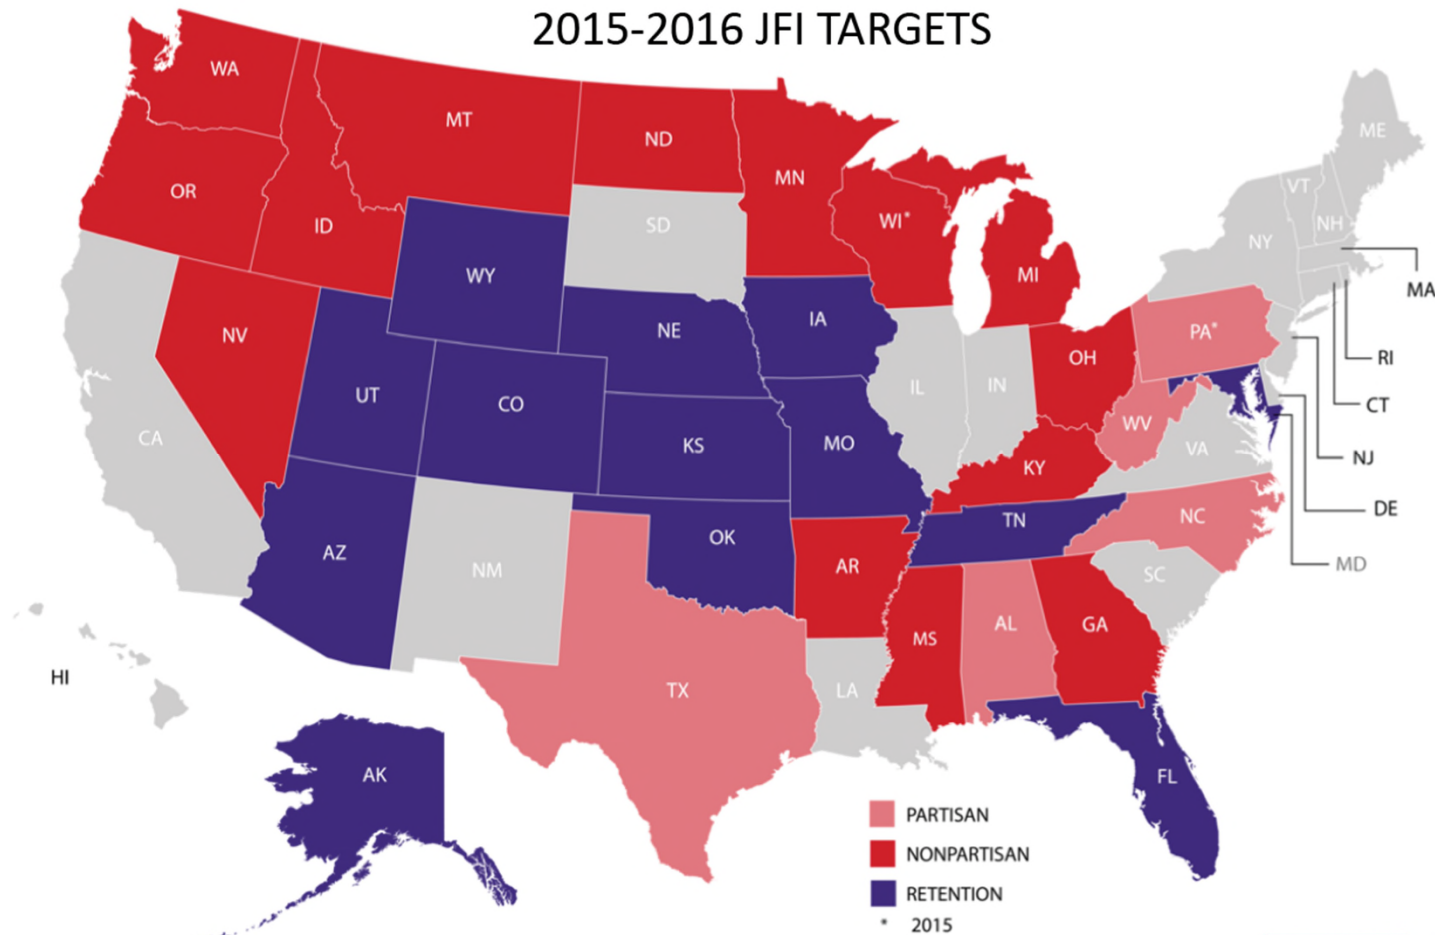 2015-2016 JFI TARGETS
WA
MT
ND
MN
ME
OR
ID
SD
WI*
VT
NH
NY
MI
MA
WY
NV
NE
IA
PA*
OH
RI
UT
CO
IL
IN
CT
CA
KS
MO
WV
VA
KY
NJ
DE
AZ
NM
OK
TN
NC
AR
MD
SC
MS
AL
GA
HI
TX
LA
AK
FL
PARTISAN
NONPARTISAN
RETENTION
* 2015